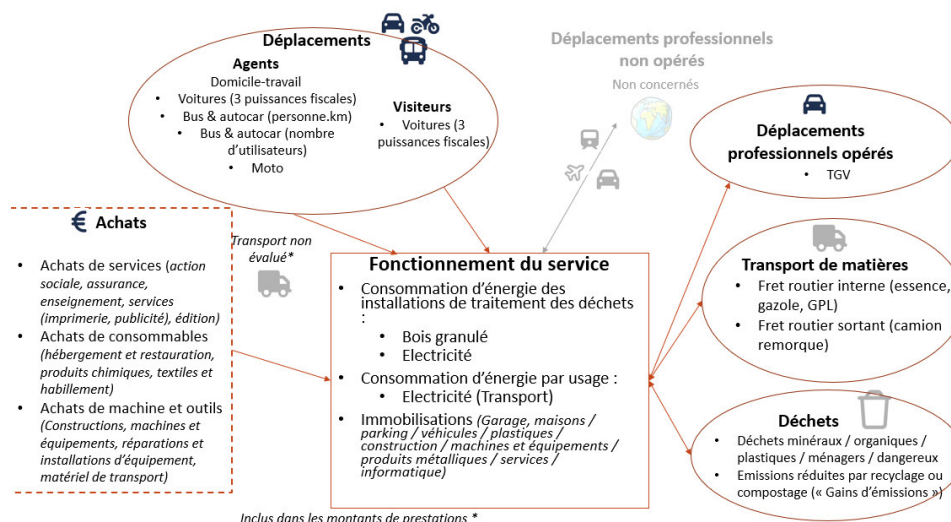 Déplacements
Agents
Domicile-travail
• Voitures (3 puissances fiscales)
• Bus & autocar (personne.km)
• Bus & autocar (nombre
d’utilisateurs)
• Moto
Visiteurs
• Voitures (3
puissances fiscales)
Déplacements professionnels
non opérés
Non concernés
Déplacements
professionnels opérés
• TGV
€ Achats
• Achats de services (action
sociale, assurance,
enseignement, services
(imprimerie, publicité), édition)
• Achats de consommables
(hébergement et restauration,
produits chimiques, textiles et
habillement)
• Achats de machine et outils
(Constructions, machines et
équipements, réparations et
installations d’équipement,
matériel de transport)
Transport non
évalué*
Fonctionnement du service
• Consommation d’énergie des
installations de traitement des déchets
:
• Bois granulé
• Electricité
• Consommation d’énergie par usage :
• Electricité (Transport)
• Immobilisations (Garage, maisons /
parking / véhicules / plastiques /
construction / machines et équipements /
produits métalliques / services /
informatique)
Transport de matières
• Fret routier interne (essence,
gazole, GPL)
• Fret routier sortant (camion
remorque)
Déchets
• Déchets minéraux / organiques /
plastiques / ménagers / dangereux
• Emissions réduites par recyclage ou
compostage (« Gains d’émissions »)
Inclus dans les montants de prestations *